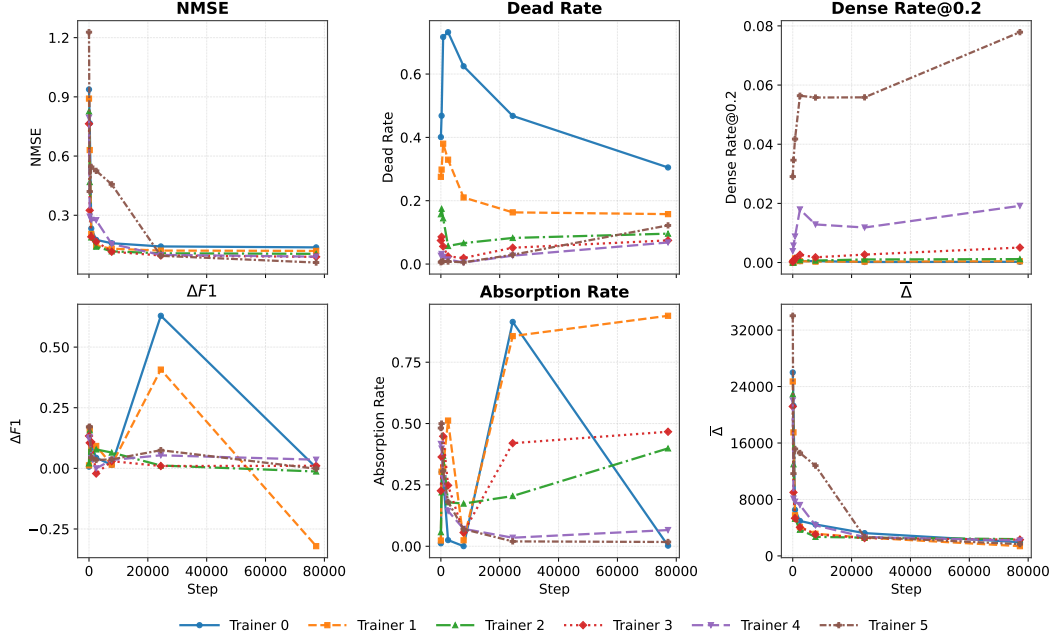 NMSE
Dead Rate
Dense Rate@0.2
1.2
0.9
0.6
0.3
NMSE
0.6
0.4
0.2
0.0
Dead Rate
0.08
0.06
0.04
0.02
0.00
Dense Rate@0.2
ΔF1
Absorption Rate
Δ̅
0.50
0.25
0.00
−0.25
ΔF1
0 20000 40000 60000 80000
Step
0.75
0.50
0.25
0.00
Absorption Rate
0 20000 40000 60000 80000
Step
32000
24000
16000
8000
0
Δ̅
0 20000 40000 60000 80000
Step
Trainer 0 Trainer 1 Trainer 2 Trainer 3 Trainer 4 Trainer 5